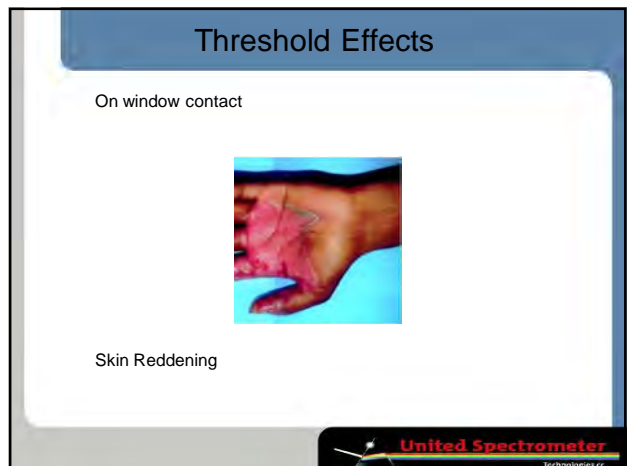 Threshold Effects
On window contact
Skin Reddening
United Spectrometer
Technologies cc